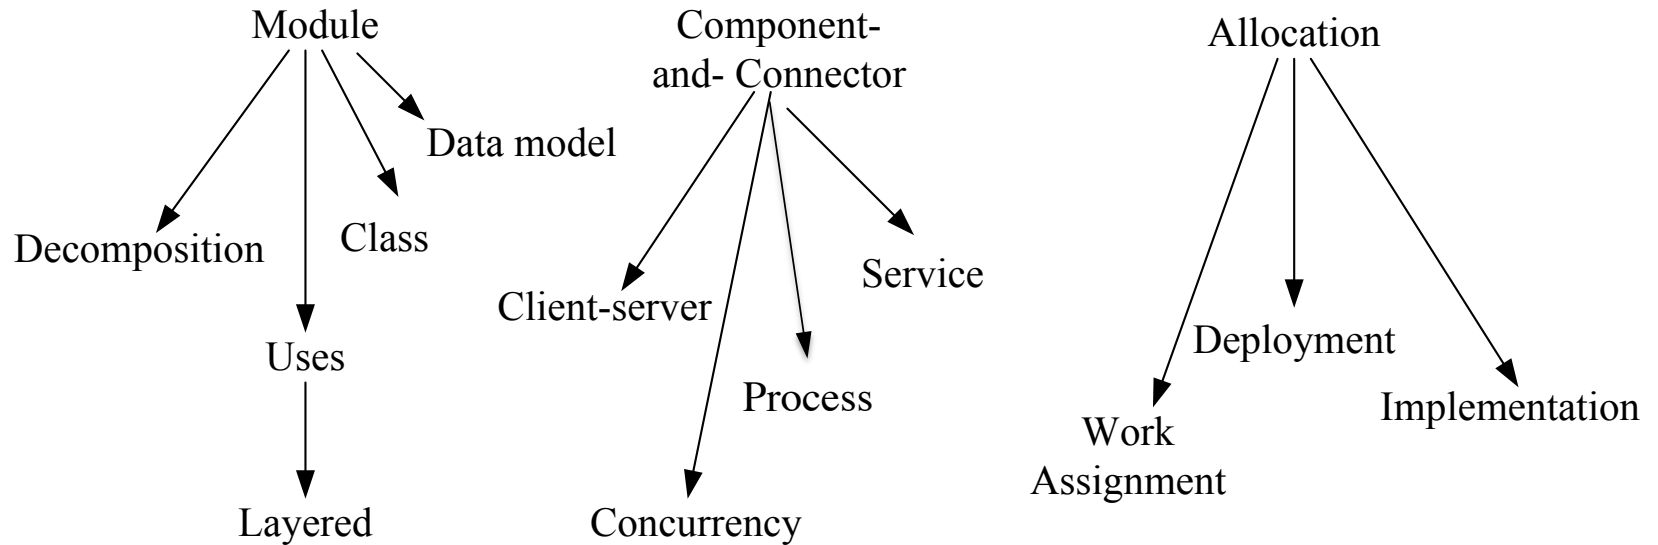 Module
Component-
and- Connector
Allocation
Data model
Decomposition
Class
Client-server
Service
Uses
Process
Deployment
Implementation
Work
Assignment
Layered
Concurrency